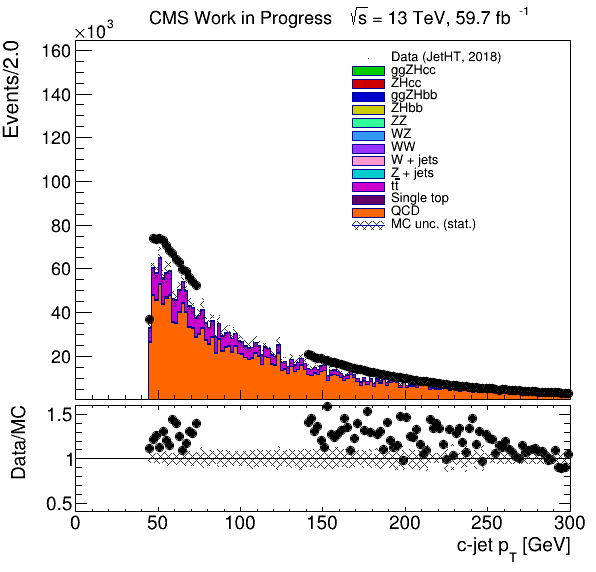 CMS Work in Progress √s = 13 TeV, 59.7 fb⁻¹
×10³
Events/2.0
160
140
120
100
80
60
40
20
Data (JetHT, 2018)
ggZHcc
ZHcc
ggZHbb
ZHbb
ZZ
WZ
WW
W + jets
Z + jets
tt̄
Single top
QCD
MC unc. (stat.)
Data/MC
1.5
1
0.5
0 50 100 150 200 250 300
c-jet p_T [GeV]